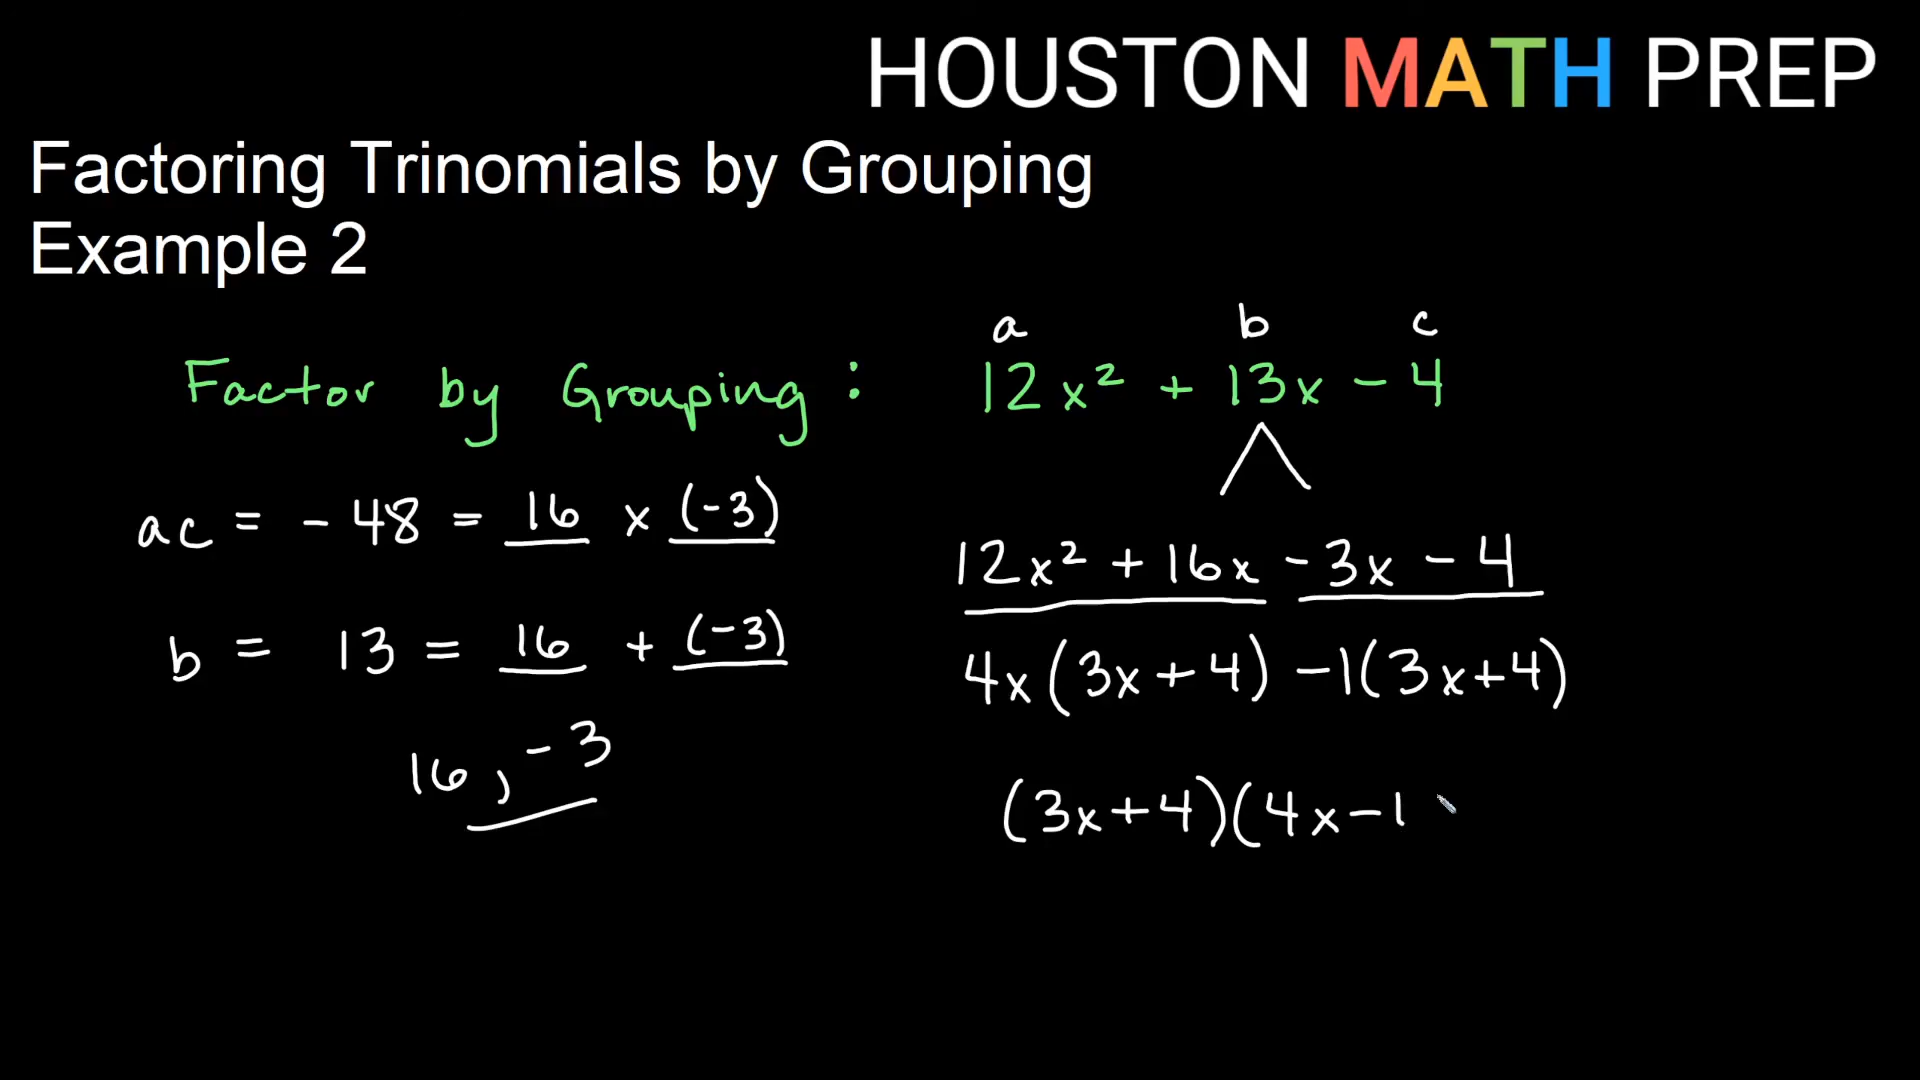 HOUSTON MATH PREP
Factoring Trinomials by Grouping
Example 2
a b c
Factor by Grouping : 12x² + 13x - 4
ac = - 48 = 16 x (-3)
12x² + 16x - 3x - 4
b = 13 = 16 + (-3)
4x(3x+4) -1(3x+4)
16, -3
(3x+4)(4x-1